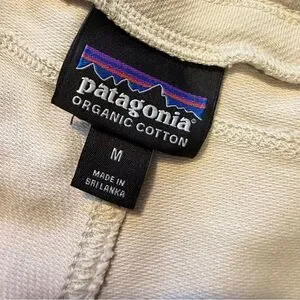 patagonia®
ORGANIC COTTON
M
MADE IN
SRI LANKA